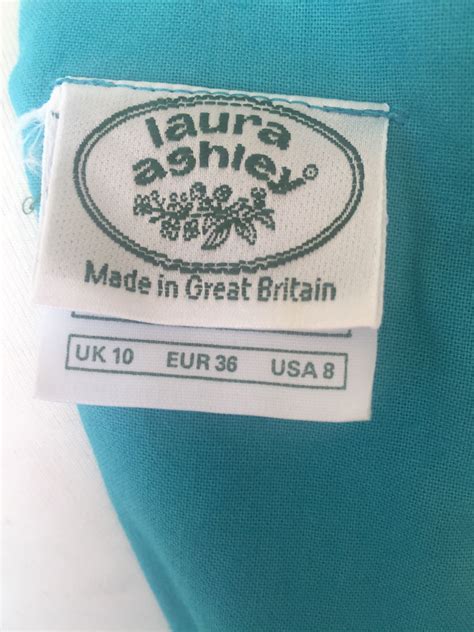 laura
ashley®
Made in Great Britain
UK 10 EUR 36 USA 8